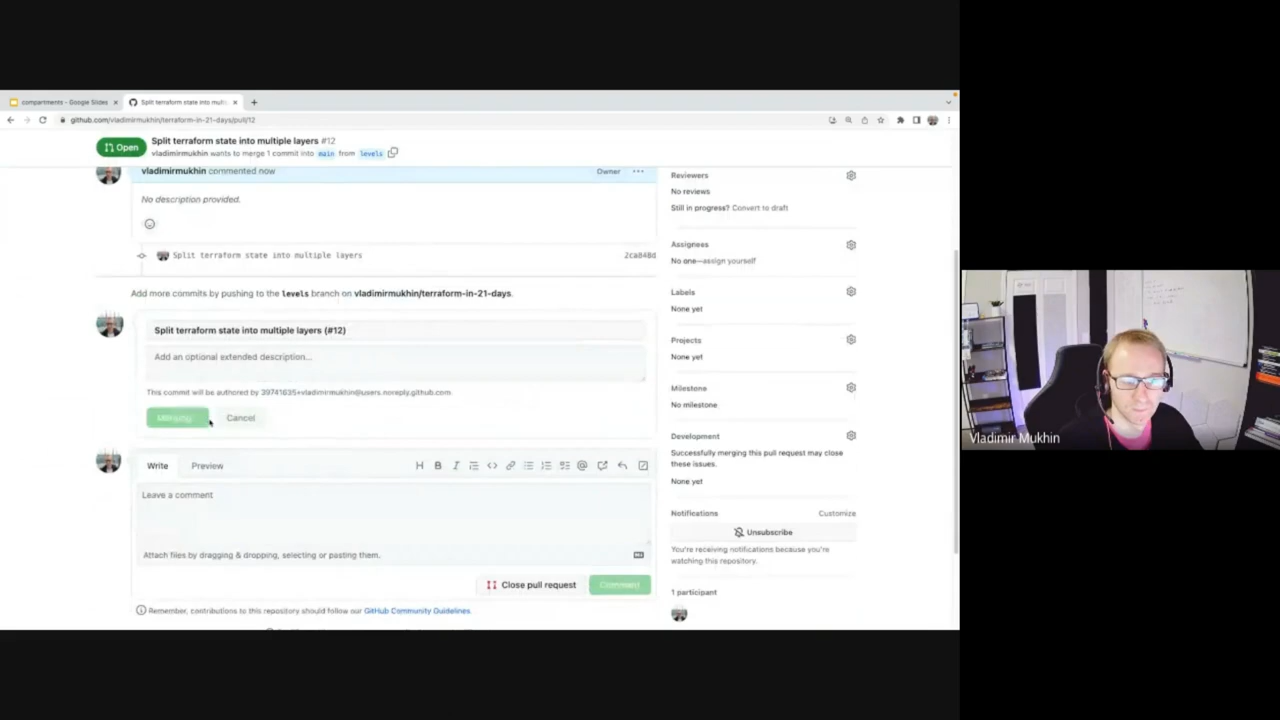 compartments - Google Slides
Split terraform state into mult
github.com/vladimirmukhin/terraform-in-21-days/pull/12
Open
Split terraform state into multiple layers #12
vladimirmukhin wants to merge 1 commit into main from levels
vladimirmukhin commented now
Owner
No description provided.
Split terraform state into multiple layers
2ca848d
Add more commits by pushing to the levels branch on vladimirmukhin/terraform-in-21-days.
Split terraform state into multiple layers (#12)
Add an optional extended description...
This commit will be authored by 39741635+vladimirmukhin@users.noreply.github.com
Merging
Cancel
Write
Preview
Leave a comment
Attach files by dragging & dropping, selecting or pasting them.
Close pull request
Comment
Remember, contributions to this repository should follow our GitHub Community Guidelines.
Reviewers
No reviews
Still in progress? Convert to draft
Assignees
No one—assign yourself
Labels
None yet
Projects
None yet
Milestone
No milestone
Development
Successfully merging this pull request may close
these issues.
None yet
Notifications
Customize
Unsubscribe
You're receiving notifications because you're
watching this repository.
1 participant
Vladimir Mukhin